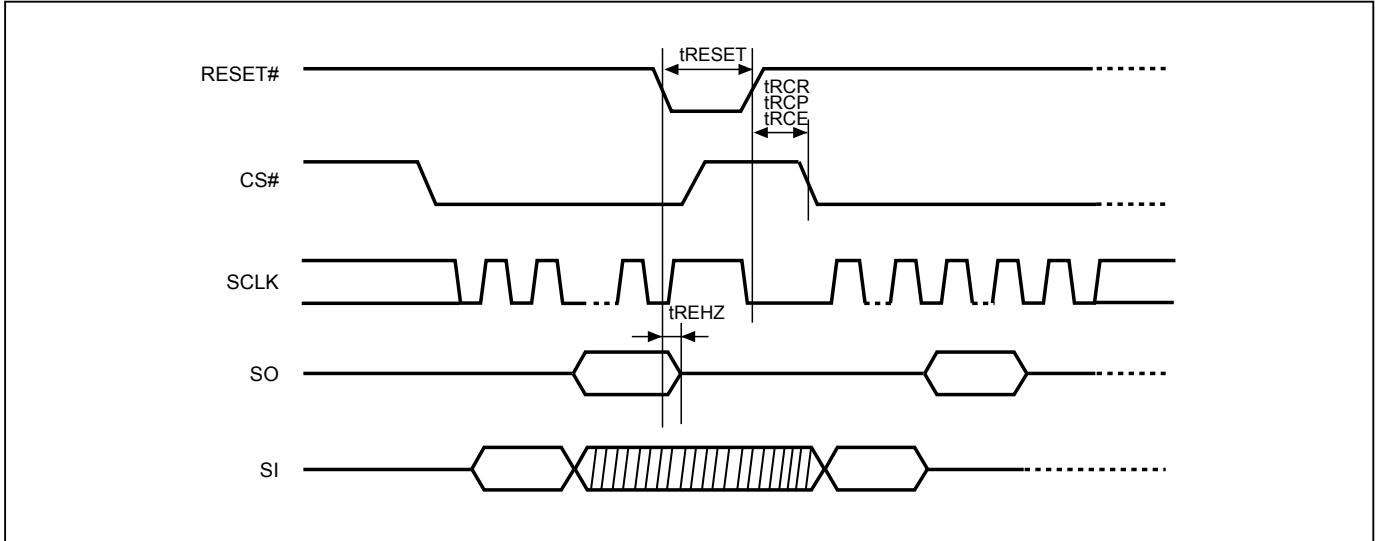 tRESET
RESET#
tRCR
tRCP
tRCE
CS#
SCLK
tREHZ
SO
SI